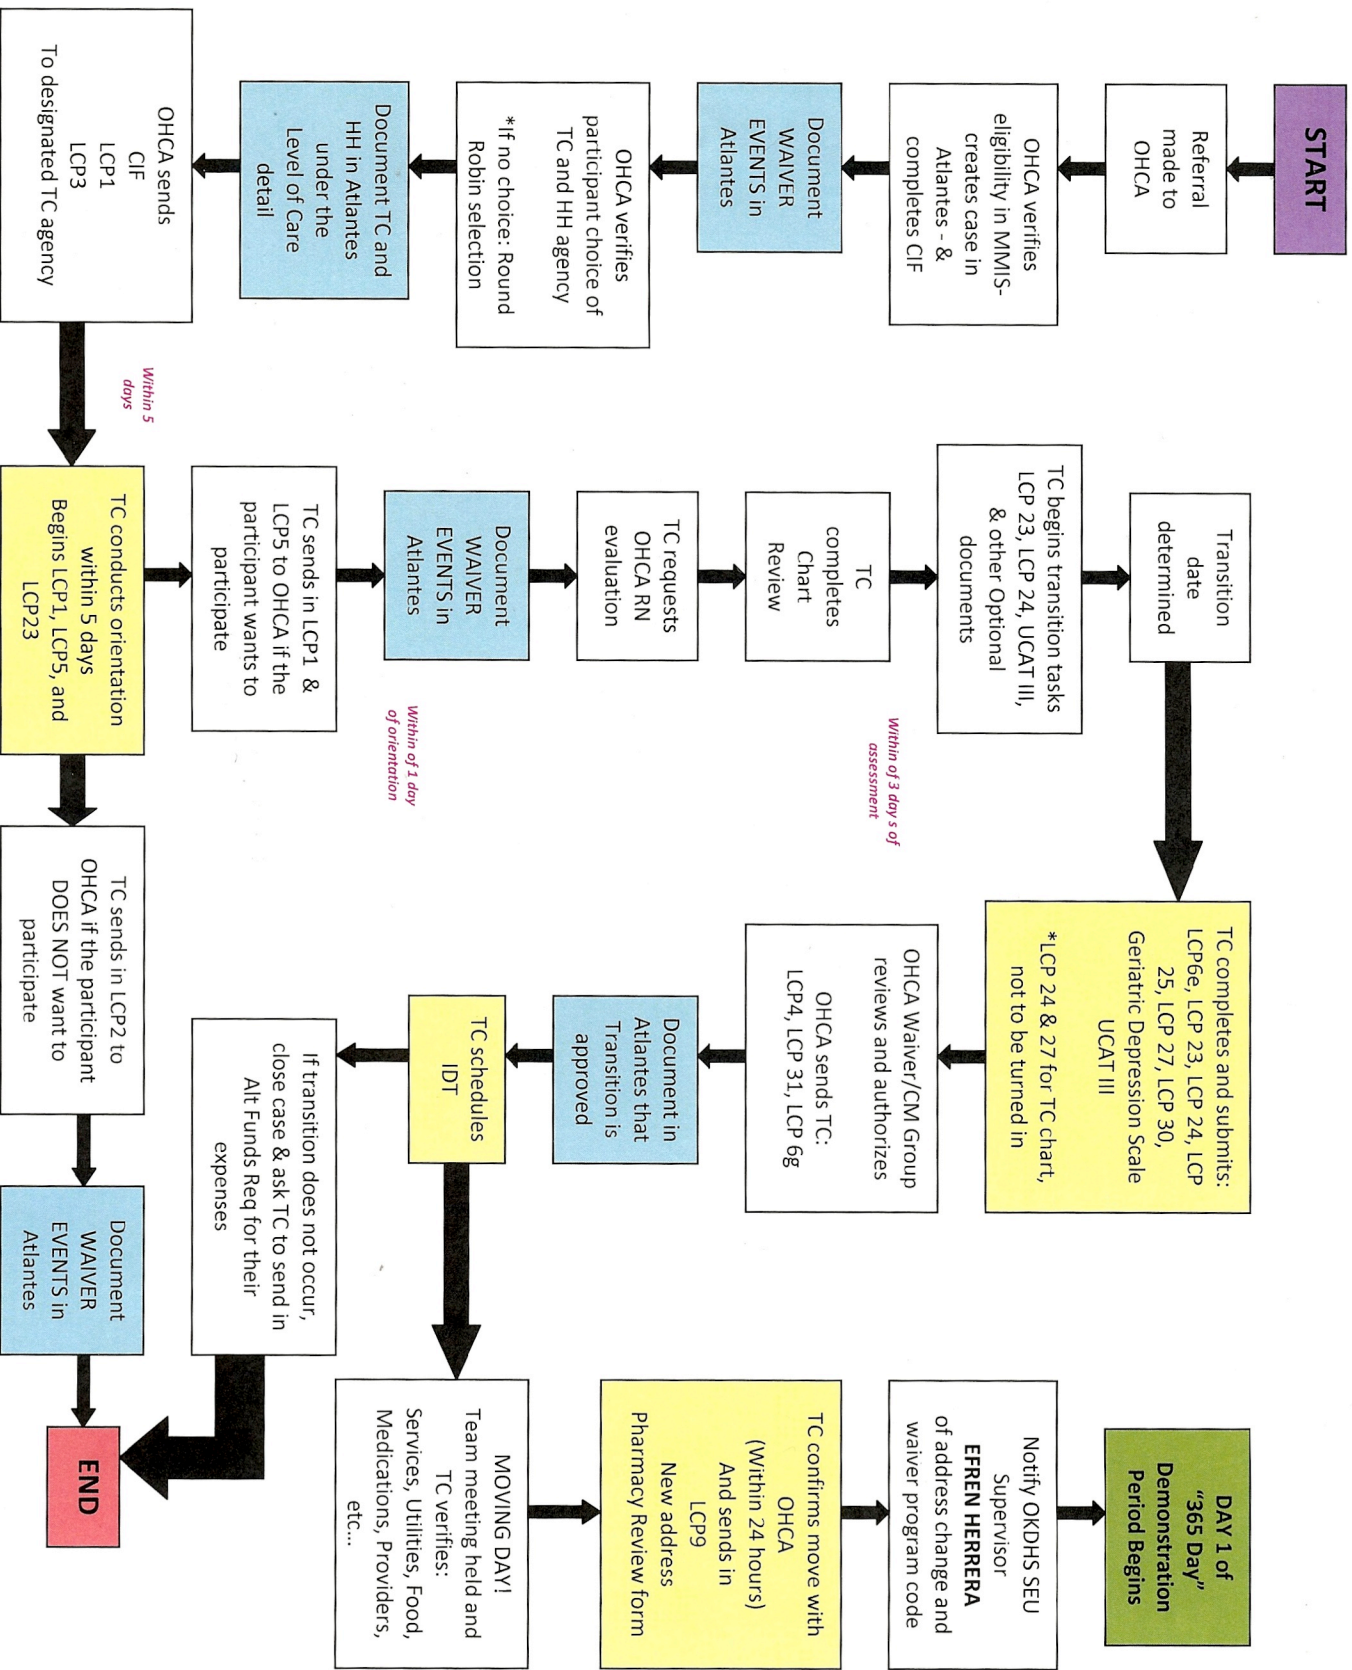 START
Referral
made to
OHCA
OHCA verifies
eligibility in MMIS-
creates case in
Atlantes - &
completes CIF
Document
WAIVER
EVENTS in
Atlantes
OHCA verifies
participant choice of
TC and HH agency
*If no choice: Round
Robin selection
Document TC and
HH in Atlantes
under the
Level of Care
detail
OHCA sends
CIF
LCP1
LCP3
To designated TC agency
Within 5
days
TC conducts orientation
within 5 days
Begins LCP1, LCP5, and
LCP23
TC sends in LCP1 &
LCP5 to OHCA if the
participant wants to
participate
Document
WAIVER
EVENTS in
Atlantes
Within of 1 day
of orientation
TC requests
OHCA RN
evaluation
TC
completes
Chart
Review
Within of 3 day s of
assessment
TC begins transition tasks
LCP 23, LCP 24, UCAT III,
& other Optional
documents
Transition
date
determined
TC completes and submits:
LCP6e, LCP 23, LCP 24, LCP
25, LCP 27, LCP 30,
Geriatric Depression Scale
UCAT III
*LCP 24 & 27 for TC chart,
not to be turned in
OHCA Waiver/CM Group
reviews and authorizes
OHCA sends TC:
LCP4, LCP 31, LCP 6g
Document in
Atlantes that
Transition is
approved
TC schedules
IDT
If transition does not occur,
close case & ask TC to send in
Alt Funds Req for their
expenses
TC sends in LCP2 to
OHCA if the participant
DOES NOT want to
participate
Document
WAIVER
EVENTS in
Atlantes
END
MOVING DAY!
Team meeting held and
TC verifies:
Services, Utilities, Food,
Medications, Providers,
etc...
TC confirms move with
OHCA
(Within 24 hours)
And sends in
LCP9
New address
Pharmacy Review form
Notify OKDHS SEU
Supervisor
EFREN HERRERA
of address change and
waiver program code
DAY 1 of
“365 Day”
Demonstration
Period Begins